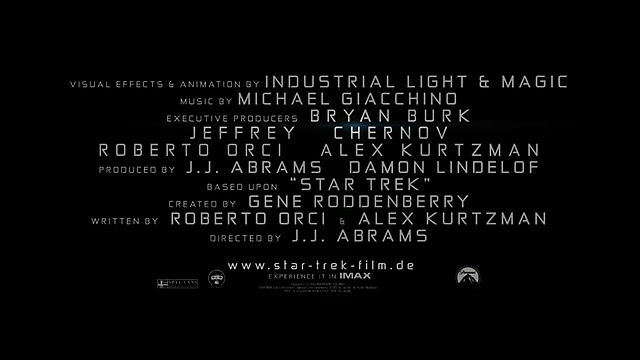 VISUAL EFFECTS & ANIMATION BY INDUSTRIAL LIGHT & MAGIC
MUSIC BY MICHAEL GIACCHINO
EXECUTIVE PRODUCERS BRYAN BURK
JEFFREY CHERNOV
ROBERTO ORCI ALEX KURTZMAN
PRODUCED BY J.J. ABRAMS DAMON LINDELOF
BASED UPON "STAR TREK"
CREATED BY GENE RODDENBERRY
WRITTEN BY ROBERTO ORCI & ALEX KURTZMAN
DIRECTED BY J.J. ABRAMS
www.star-trek-film.de
EXPERIENCE IT IN IMAX